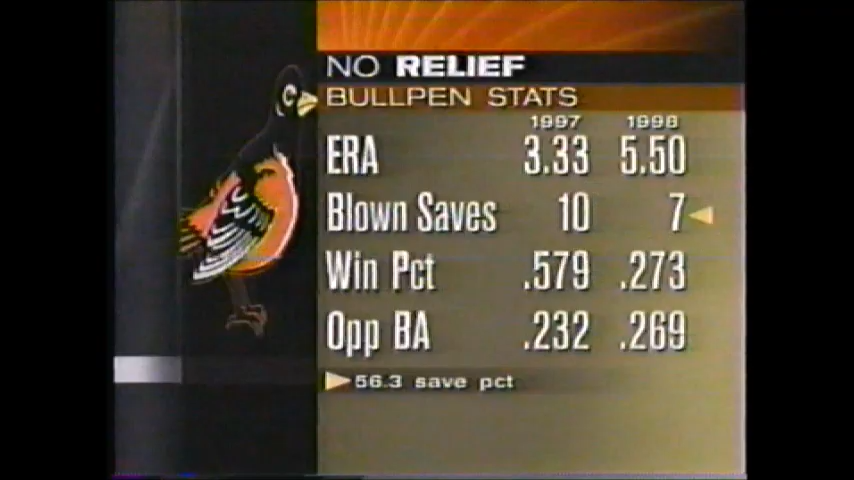 NO RELIEF
BULLPEN STATS
1997 1998
ERA 3.33 5.50
Blown Saves 10 7
Win Pct .579 .273
Opp BA .232 .269
56.3 save pct